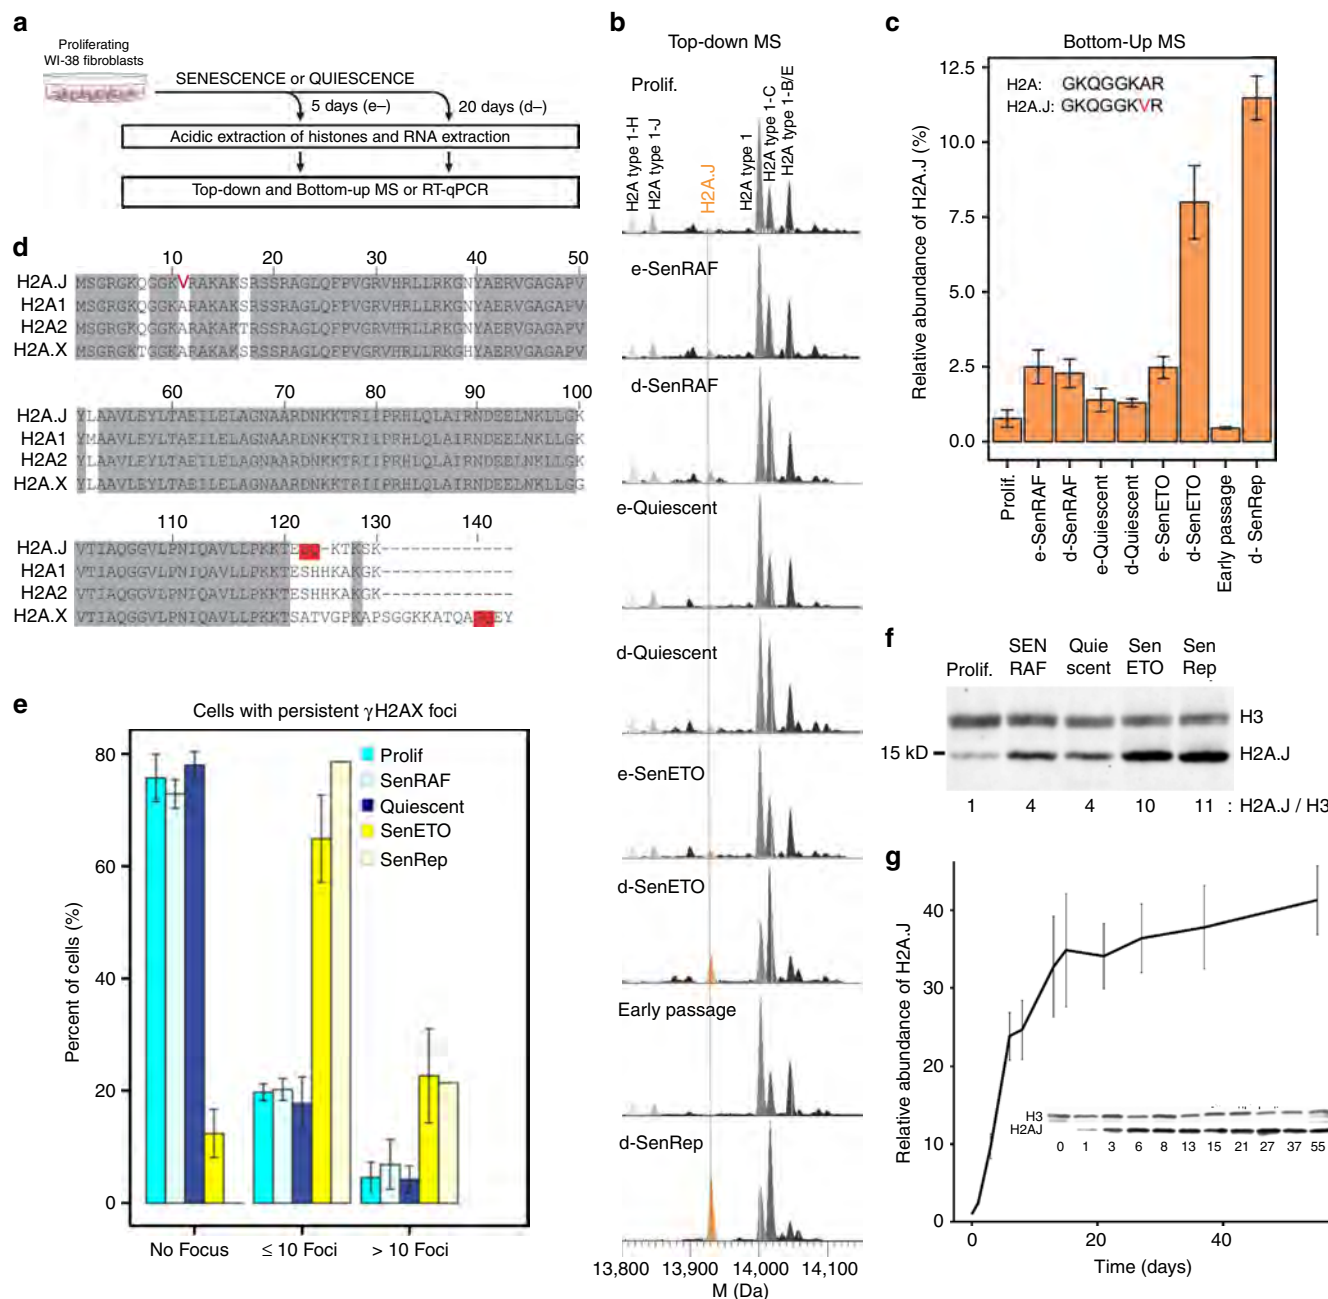 a
Proliferating
WI-38 fibroblasts
SENESCENCE or QUIESCENCE
5 days (e–)
20 days (d–)
Acidic extraction of histones and RNA extraction
Top-down and Bottom-up MS or RT-qPCR
b
Top-down MS
Prolif.
H2A type 1-H
H2A type 1-J
H2A.J
H2A type 1
H2A type 1-C
H2A type 1-B/E
e-SenRAF
d-SenRAF
e-Quiescent
d-Quiescent
e-SenETO
d-SenETO
Early passage
d-SenRep
13,800 13,900 14,000 14,100
M (Da)
c
Bottom-Up MS
H2A: GKQGGKAR
H2A.J: GKQGGKVR
Relative abundance of H2A.J (%)
12.5
10.0
7.5
5.0
2.5
0.0
Prolif.
e-SenRAF
d-SenRAF
e-Quiescent
d-Quiescent
e-SenETO
d-SenETO
Early passage
d- SenRep
d
10 20 30 40 50
H2A.J MSGRGKQGGKVRAKAKSRSSRAGLQFPVGRVHRLLRKGNYAERVGAGAPV
H2A1 MSGRGKQGGKARAKAKSRSSRAGLQFPVGRVHRLLRKGNYAERVGAGAPV
H2A2 MSGRGKQGGKARAKAKTRSSRAGLQFPVGRVHRLLRKGNYAERVGAGAPV
H2A.X MSGRGKTGGKARAKAKSRSSRAGLQFPVGRVHRLLRKGHYAERVGAGAPV
60 70 80 90 100
H2A.J YLAAVLEYLTAEILELAGNAARDNKKTRIIPRHLQLAIRNDEELNKLLGK
H2A1 YMAAVLEYLTAEILELAGNAARDNKKTRIIPRHLQLAIRNDEELNKLLGK
H2A2 YLAAVLEYLTAEILELAGNAARDNKKTRIIPRHLQLAIRNDEELNKLLGK
H2A.X YLAAVLEYLTAEILELAGNAARDNKKTRIIPRHLQLAIRNDEELNKLLGG
110 120 130 140
H2A.J VTIAQGGVLPNIQAVLLPKKTE -KTKSK--------------
H2A1 VTIAQGGVLPNIQAVLLPKKTESHHKAKGK-------------
H2A2 VTIAQGGVLPNIQAVLLPKKTESHHKAKGK-------------
H2A.X VTIAQGGVLPNIQAVLLPKKTSATVGPKAPSGGKKATQA EY
e
Cells with persistent γH2AX foci
Percent of cells (%)
80
60
40
20
0
Prolif
SenRAF
Quiescent
SenETO
SenRep
No Focus ≤ 10 Foci > 10 Foci
f
Prolif. SEN RAF Quie scent Sen ETO Sen Rep
H3
15 kD
H2A.J
1 4 4 10 11 : H2A.J / H3
g
Relative abundance of H2A.J
40
30
20
10
0
H3
H2AJ
0 1 3 6 8 13 15 21 27 37 55
0 20 40
Time (days)